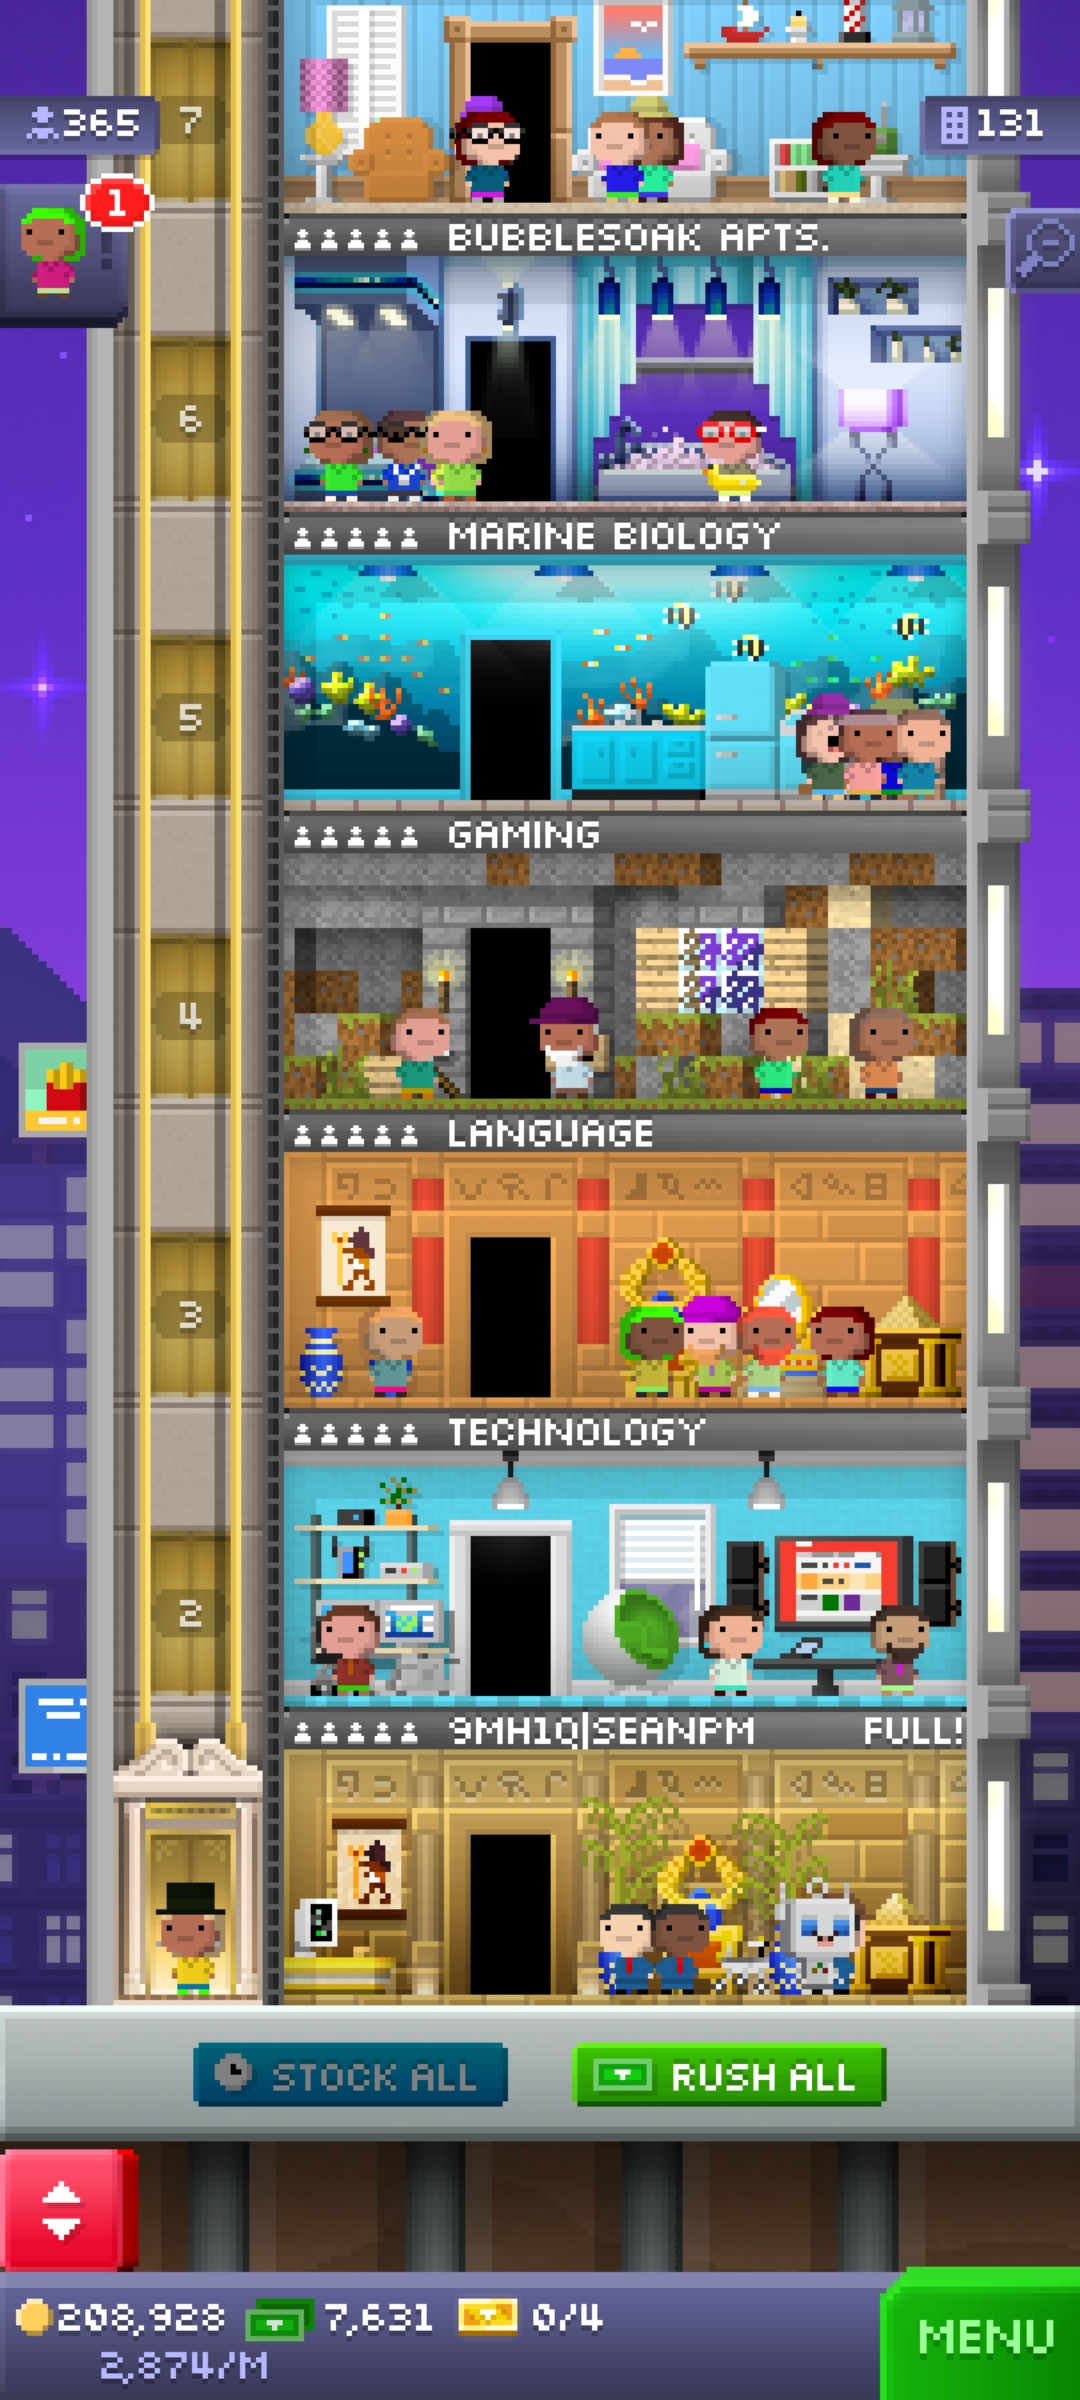 365
7
131
1
BUBBLESOAK APTS.
6
MARINE BIOLOGY
5
GAMING
4
LANGUAGE
3
TECHNOLOGY
2
9MH1Q|SEANPM FULL!
STOCK ALL
RUSH ALL
208,928 7,631 0/4
2,874/M
MENU